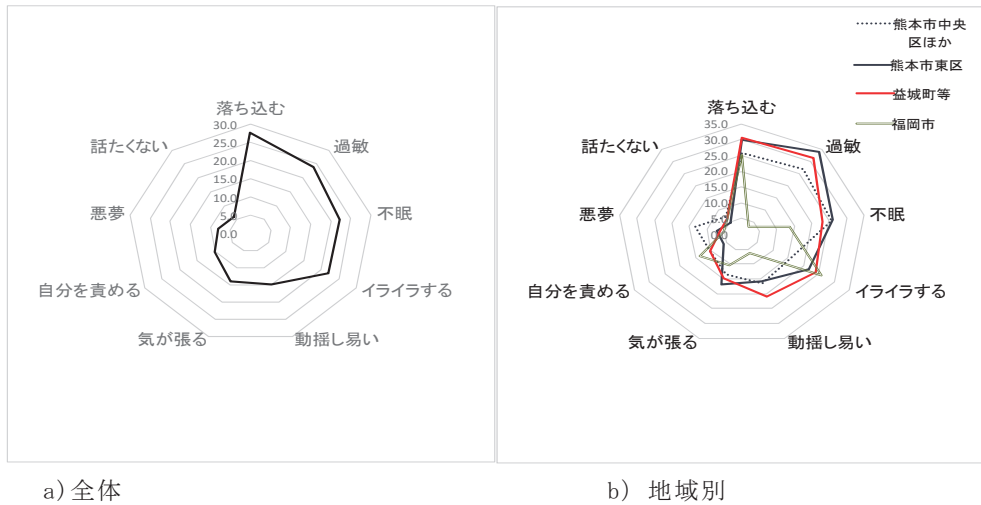 落ち込む
30.0
25.0
20.0
15.0
10.0
5.0
0.0
過敏
不眠
イライラする
動揺し易い
気が張る
自分を責める
悪夢
話たくない
a)全体
熊本市中央
区ほか
熊本市東区
益城町等
福岡市
落ち込む
35.0
30.0
25.0
20.0
15.0
10.0
5.0
0.0
過敏
不眠
イライラする
動揺し易い
気が張る
自分を責める
悪夢
話たくない
b) 地域別